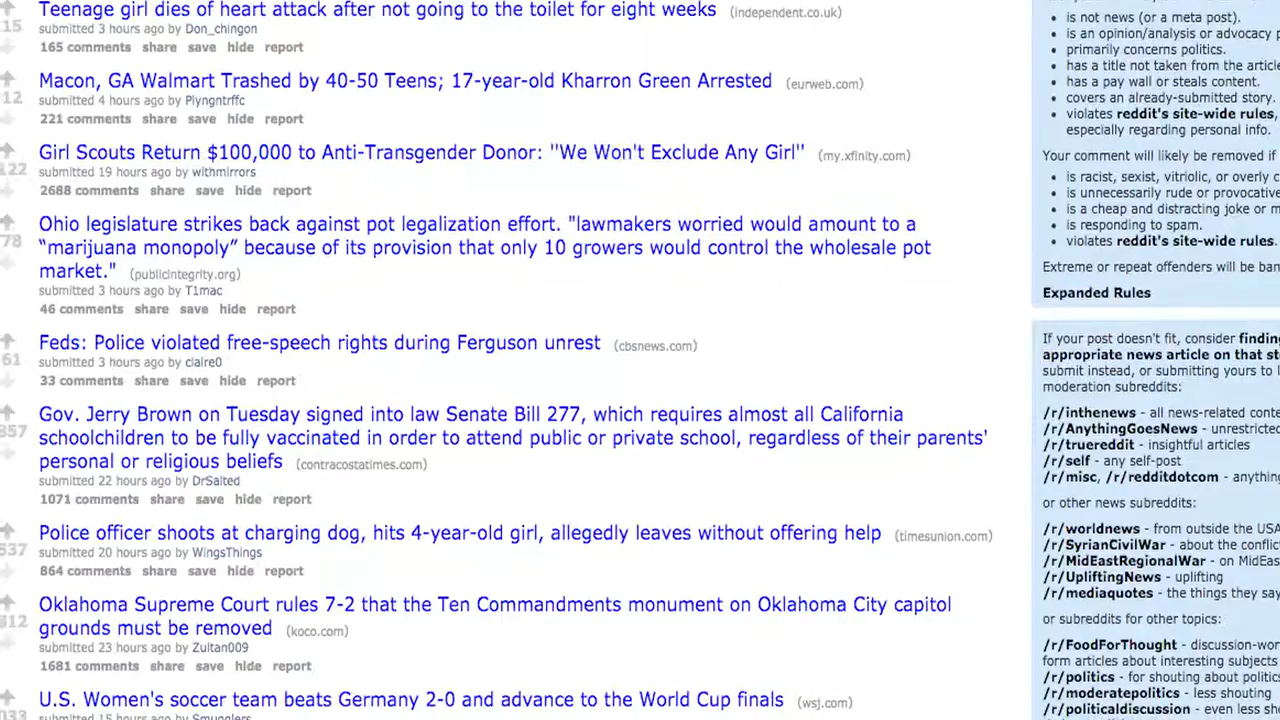 Teenage girl dies of heart attack after not going to the toilet for eight weeks (independent.co.uk)
15
submitted 3 hours ago by Don_chingon
165 comments share save hide report
Macon, GA Walmart Trashed by 40-50 Teens; 17-year-old Kharron Green Arrested (eurweb.com)
12
submitted 4 hours ago by Plyngntrffc
221 comments share save hide report
Girl Scouts Return $100,000 to Anti-Transgender Donor: "We Won't Exclude Any Girl" (my.xfinity.com)
122
submitted 19 hours ago by withmirrors
2688 comments share save hide report
Ohio legislature strikes back against pot legalization effort. "lawmakers worried would amount to a
78
“marijuana monopoly” because of its provision that only 10 growers would control the wholesale pot
market." (publicintegrity.org)
submitted 3 hours ago by T1mac
46 comments share save hide report
Feds: Police violated free-speech rights during Ferguson unrest (cbsnews.com)
61
submitted 3 hours ago by claire0
33 comments share save hide report
Gov. Jerry Brown on Tuesday signed into law Senate Bill 277, which requires almost all California
857
schoolchildren to be fully vaccinated in order to attend public or private school, regardless of their parents'
personal or religious beliefs (contracostatimes.com)
submitted 22 hours ago by DrSalted
1071 comments share save hide report
Police officer shoots at charging dog, hits 4-year-old girl, allegedly leaves without offering help (timesunion.com)
537
submitted 20 hours ago by WingsThings
864 comments share save hide report
Oklahoma Supreme Court rules 7-2 that the Ten Commandments monument on Oklahoma City capitol
312
grounds must be removed (koco.com)
submitted 23 hours ago by Zultan009
1681 comments share save hide report
U.S. Women's soccer team beats Germany 2-0 and advance to the World Cup finals (wsj.com)
033
submitted 15 hours ago by Smugglers
is not news (or a meta post).
is an opinion/analysis or advocacy p
primarily concerns politics.
has a title not taken from the article
has a pay wall or steals content.
covers an already-submitted story.
violates reddit's site-wide rules,
especially regarding personal info.
Your comment will likely be removed if
is racist, sexist, vitriolic, or overly c
is unnecessarily rude or provocative
is a cheap and distracting joke or m
is responding to spam.
violates reddit's site-wide rules.
Extreme or repeat offenders will be ban
Expanded Rules
If your post doesn't fit, consider finding
appropriate news article on that st
submit instead, or submitting yours to l
moderation subreddits:
/r/inthenews - all news-related conte
/r/AnythingGoesNews - unrestricted
/r/truereddit - insightful articles
/r/self - any self-post
/r/misc, /r/redditdotcom - anything
or other news subreddits:
/r/worldnews - from outside the USA
/r/SyrianCivilWar - about the conflic
/r/MidEastRegionalWar - on MidEas
/r/UpliftingNews - uplifting
/r/mediaquotes - the things they say
or subreddits for other topics:
/r/FoodForThought - discussion-wor
form articles about interesting subjects
/r/politics - for shouting about politics
/r/moderatepolitics - less shouting
/r/politicaldiscussion - even less sho